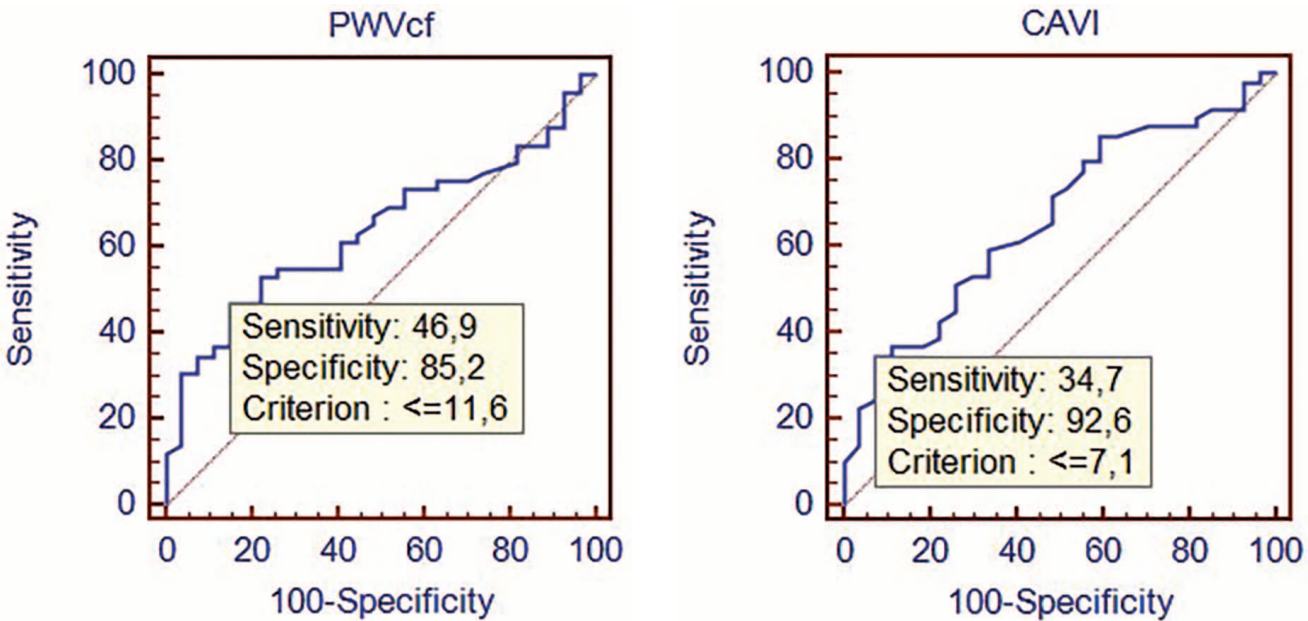 PWVcf
100
80
60
40
20
0
Sensitivity
Sensitivity: 46,9
Specificity: 85,2
Criterion : <=11,6
0 20 40 60 80 100
100-Specificity
CAVI
100
80
60
40
20
0
Sensitivity
Sensitivity: 34,7
Specificity: 92,6
Criterion : <=7,1
0 20 40 60 80 100
100-Specificity